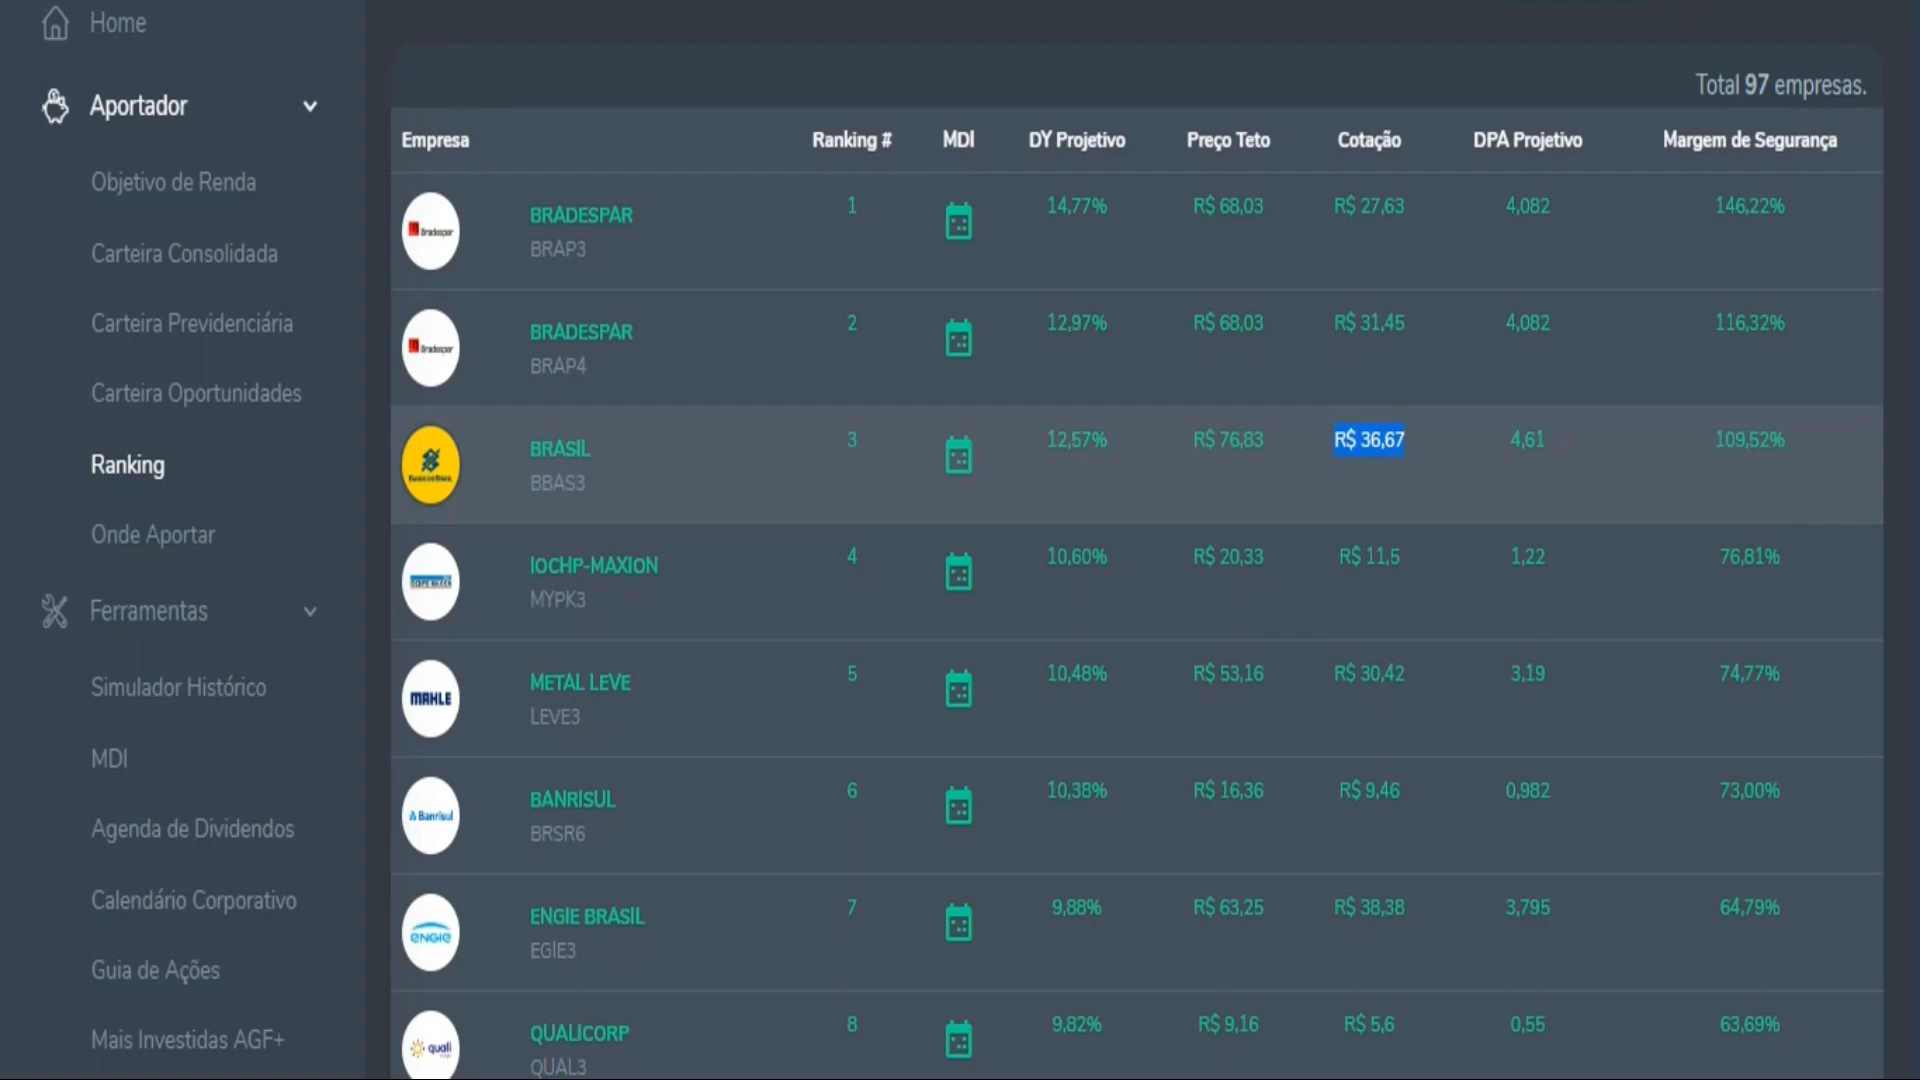 Home
Aportador
Objetivo de Renda
Carteira Consolidada
Carteira Previdenciária
Carteira Oportunidades
Ranking
Onde Aportar
Ferramentas
Simulador Histórico
MDI
Agenda de Dividendos
Calendário Corporativo
Guia de Ações
Mais Investidas AGF+
Total 97 empresas.
Empresa Ranking # MDI DY Projetivo Preço Teto Cotação DPA Projetivo Margem de Segurança
Bradespar BRADESPAR 1 14,77% R$ 68,03 R$ 27,63 4,082 146,22%
BRAP3
Bradespar BRADESPAR 2 12,97% R$ 68,03 R$ 31,45 4,082 116,32%
BRAP4
BRASIL 3 12,57% R$ 76,83 R$ 36,67 4,61 109,52%
BANCO DO BRASIL BBAS3
IOCHP-MAXION 4 10,60% R$ 20,33 R$ 11,5 1,22 76,81%
MYPK3
MAHLE METAL LEVE 5 10,48% R$ 53,16 R$ 30,42 3,19 74,77%
LEVE3
Banrisul BANRISUL 6 10,38% R$ 16,36 R$ 9,46 0,982 73,00%
BRSR6
ENGIE ENGIE BRASIL 7 9,88% R$ 63,25 R$ 38,38 3,795 64,79%
EGIE3
quali QUALICORP 8 9,82% R$ 9,16 R$ 5,6 0,55 63,69%
QUAL3